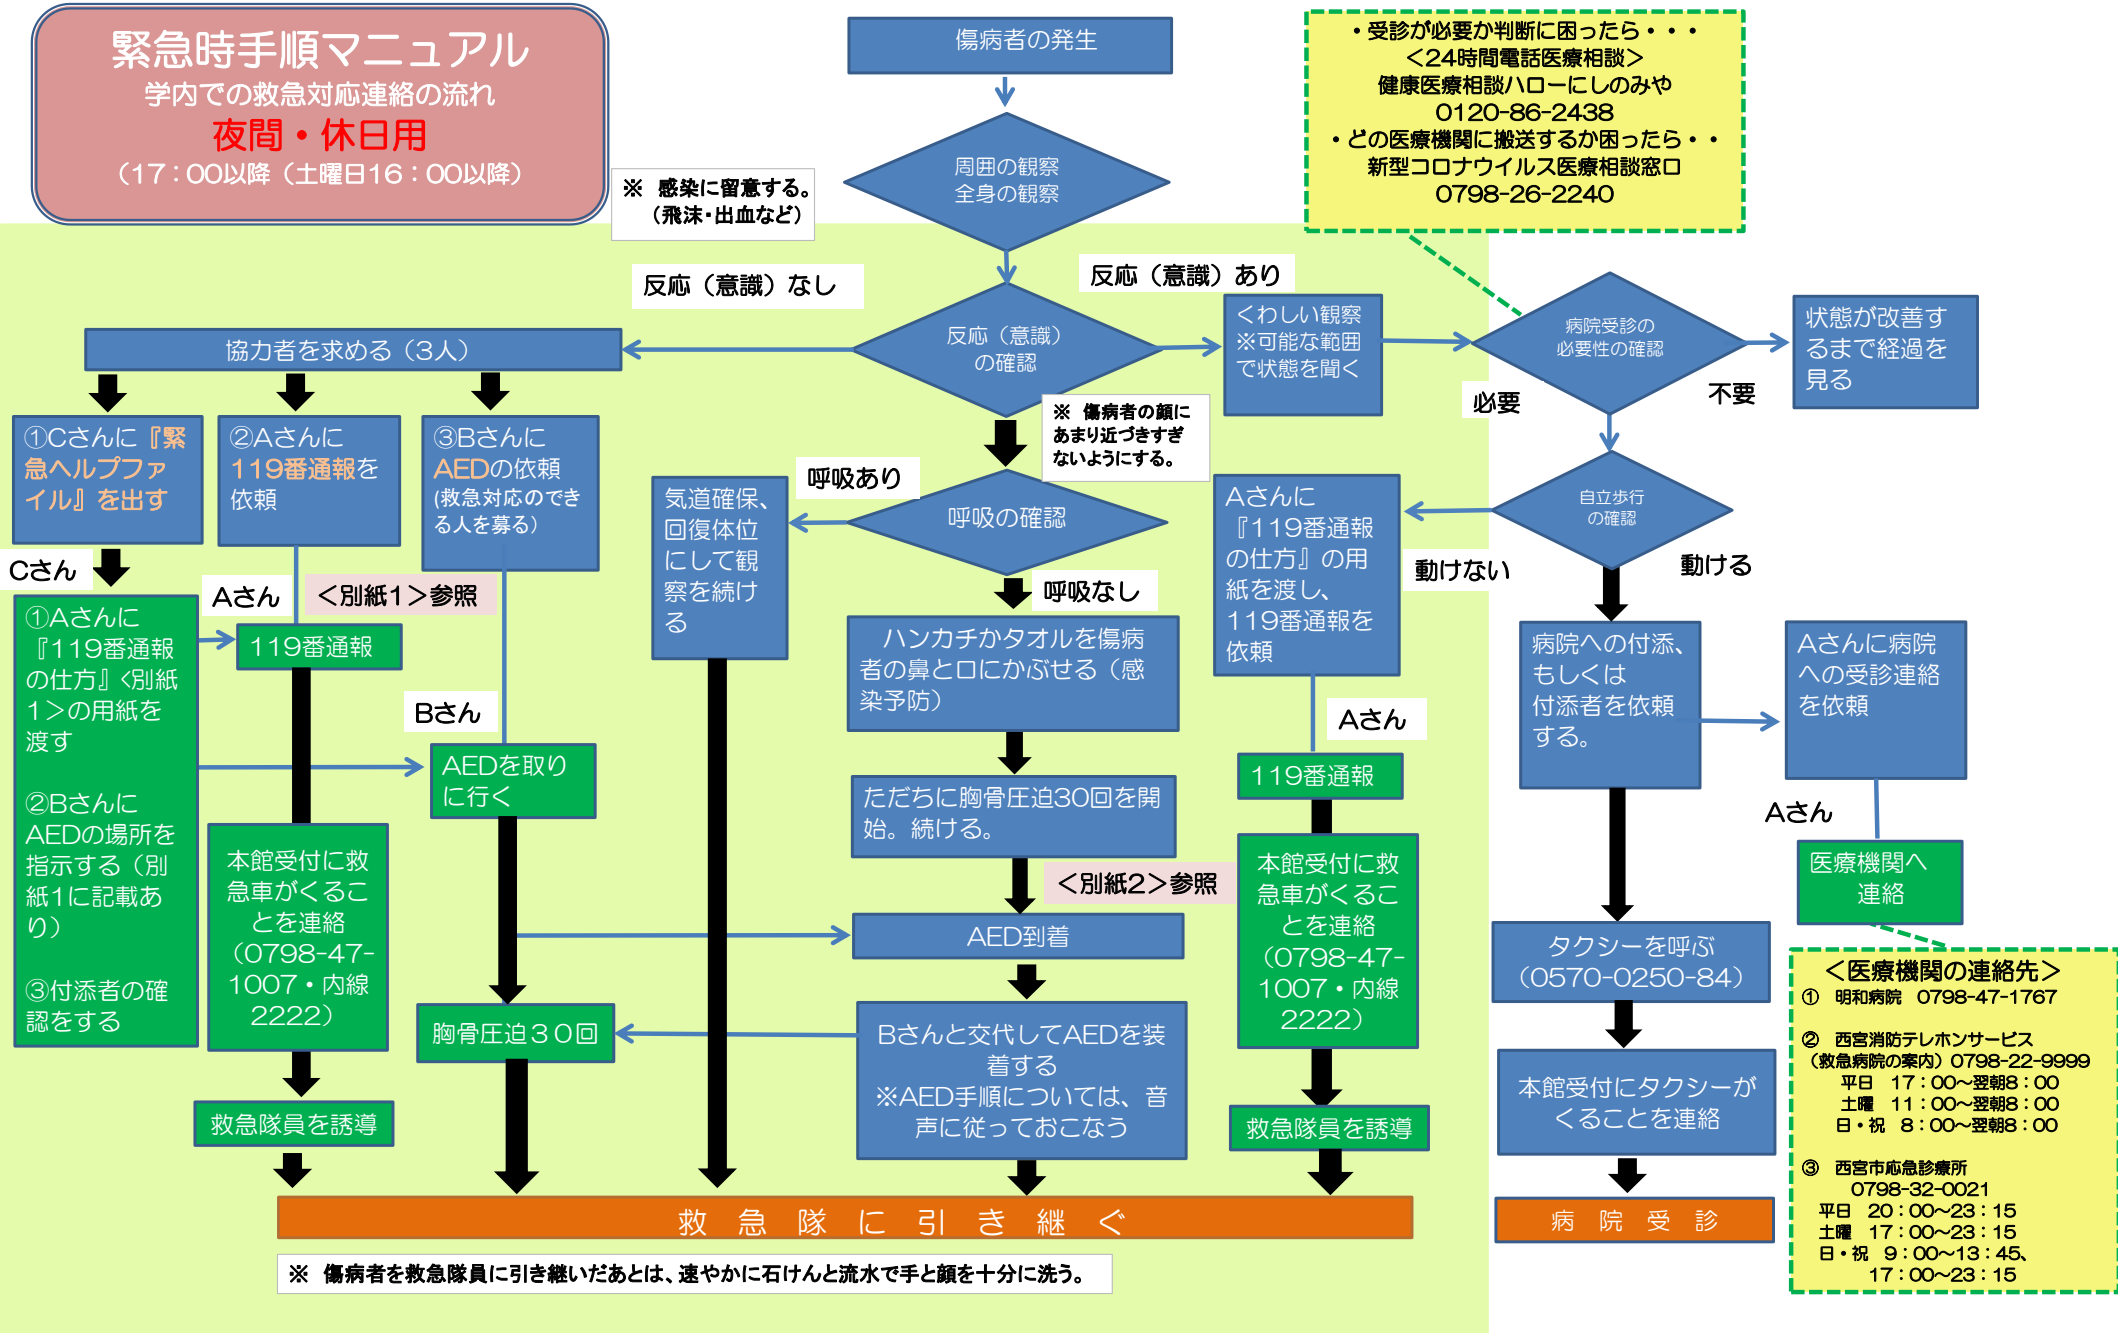 緊急時手順マニュアル
学内での救急対応連絡の流れ
夜間・休日用
（17：00以降（土曜日16：00以降）
傷病者の発生
・受診が必要か判断に困ったら・・・
＜24時間電話医療相談＞
健康医療相談ハローにしのみや
0120-86-2438
・どの医療機関に搬送するか困ったら・・
新型コロナウイルス医療相談窓口
0798-26-2240
周囲の観察
全身の観察
※　感染に留意する。
（飛沫・出血など）
反応（意識）なし
反応（意識）あり
反応（意識）
の確認
くわしい観察
※可能な範囲
で状態を聞く
病院受診の
必要性の確認
状態が改善す
るまで経過を
見る
必要
不要
協力者を求める（3人）
①Cさんに『緊
急ヘルプファ
イル』を出す
②Aさんに
119番通報を
依頼
③Bさんに
AEDの依頼
(救急対応のでき
る人を募る）
※　傷病者の顔に
あまり近づきすぎ
ないようにする。
呼吸あり
呼吸の確認
気道確保、
回復体位
にして観
察を続け
る
Aさんに
『119番通報
の仕方』の用
紙を渡し、
119番通報を
依頼
自立歩行
の確認
動けない
動ける
Cさん
Aさん
＜別紙1＞参照
呼吸なし
①Aさんに
『119番通報
の仕方』<別紙
1＞の用紙を
渡す
②Bさんに
AEDの場所を
指示する（別
紙1に記載あ
り）
③付添者の確
認をする
119番通報
ハンカチかタオルを傷病
者の鼻と口にかぶせる（感
染予防）
病院への付添、
もしくは
付添者を依頼
する。
Aさんに病院
への受診連絡
を依頼
Bさん
Aさん
AEDを取り
に行く
119番通報
ただちに胸骨圧迫30回を開
始。続ける。
Aさん
本館受付に救
急車がくるこ
とを連絡
（0798-47-
1007・内線
2222）
＜別紙2＞参照
本館受付に救
急車がくるこ
とを連絡
（0798-47-
1007・内線
2222）
医療機関へ
連絡
AED到着
タクシーを呼ぶ
（0570-0250-84）
胸骨圧迫３０回
Bさんと交代してAEDを装
着する
※AED手順については、音
声に従っておこなう
本館受付にタクシーが
くることを連絡
救急隊員を誘導
救急隊員を誘導
救　急　隊　に　引　き　継　ぐ
病　院　受　診
※　傷病者を救急隊員に引き継いだあとは、速やかに石けんと流水で手と顔を十分に洗う。
＜医療機関の連絡先＞
①　明和病院　0798-47-1767
②　西宮消防テレホンサービス
（救急病院の案内）0798-22-9999
平日　17：00～翌朝8：00
土曜　11：00～翌朝8：00
日・祝　8：00～翌朝8：00
③　西宮市応急診療所
0798-32-0021
平日　20：00～23：15
土曜　17：00～23：15
日・祝　9：00～13：45、
17：00～23：15